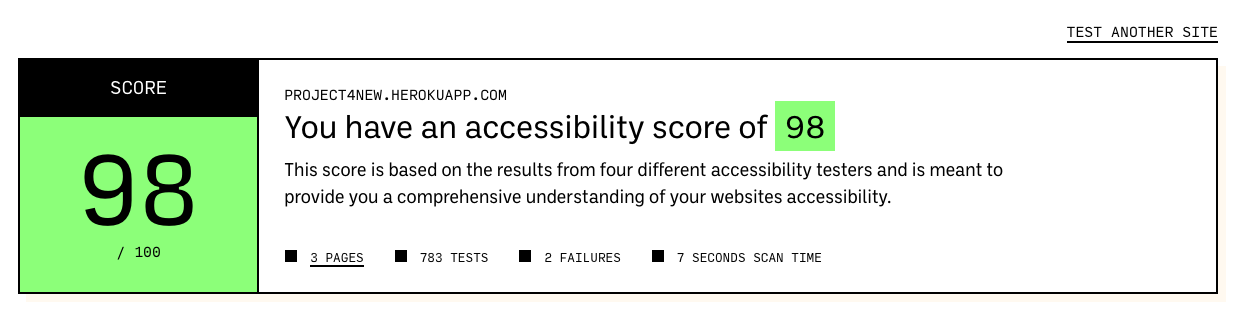 TEST ANOTHER SITE
SCORE
98
/ 100
PROJECT4NEW.HEROKUAPP.COM
You have an accessibility score of 98
This score is based on the results from four different accessibility testers and is meant to
provide you a comprehensive understanding of your websites accessibility.
3 PAGES 783 TESTS 2 FAILURES 7 SECONDS SCAN TIME